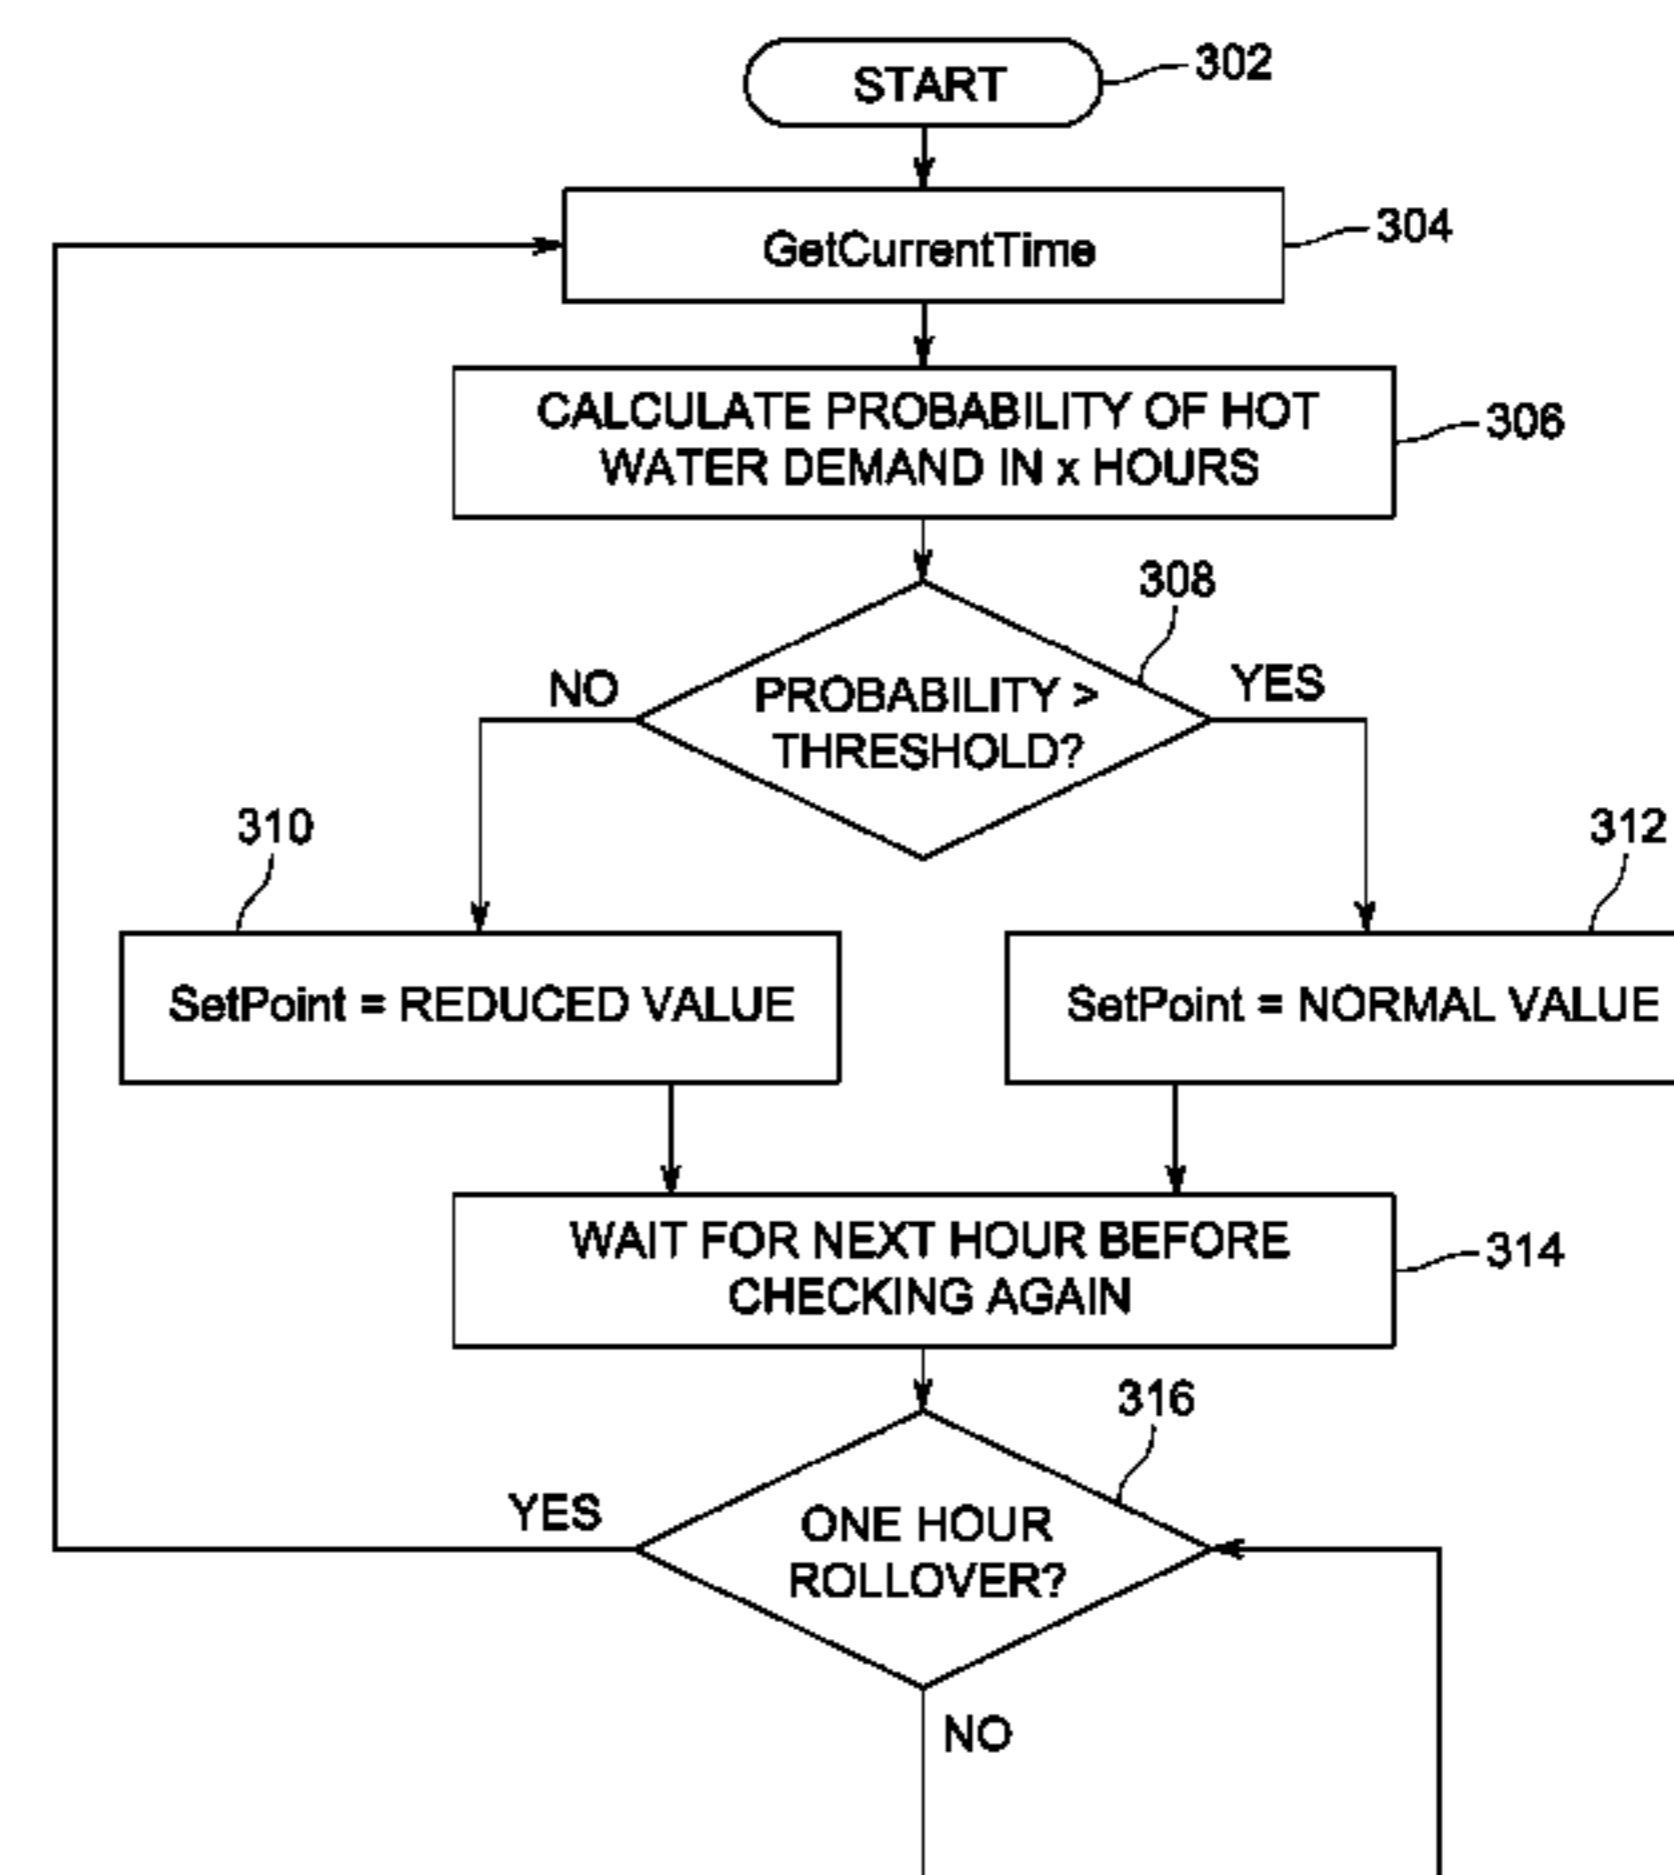 START
302
GetCurrentTime
304
CALCULATE PROBABILITY OF HOT
WATER DEMAND IN x HOURS
306
308
NO
PROBABILITY >
THRESHOLD?
YES
310
312
SetPoint = REDUCED VALUE
SetPoint = NORMAL VALUE
WAIT FOR NEXT HOUR BEFORE
CHECKING AGAIN
314
316
YES
ONE HOUR
ROLLOVER?
NO